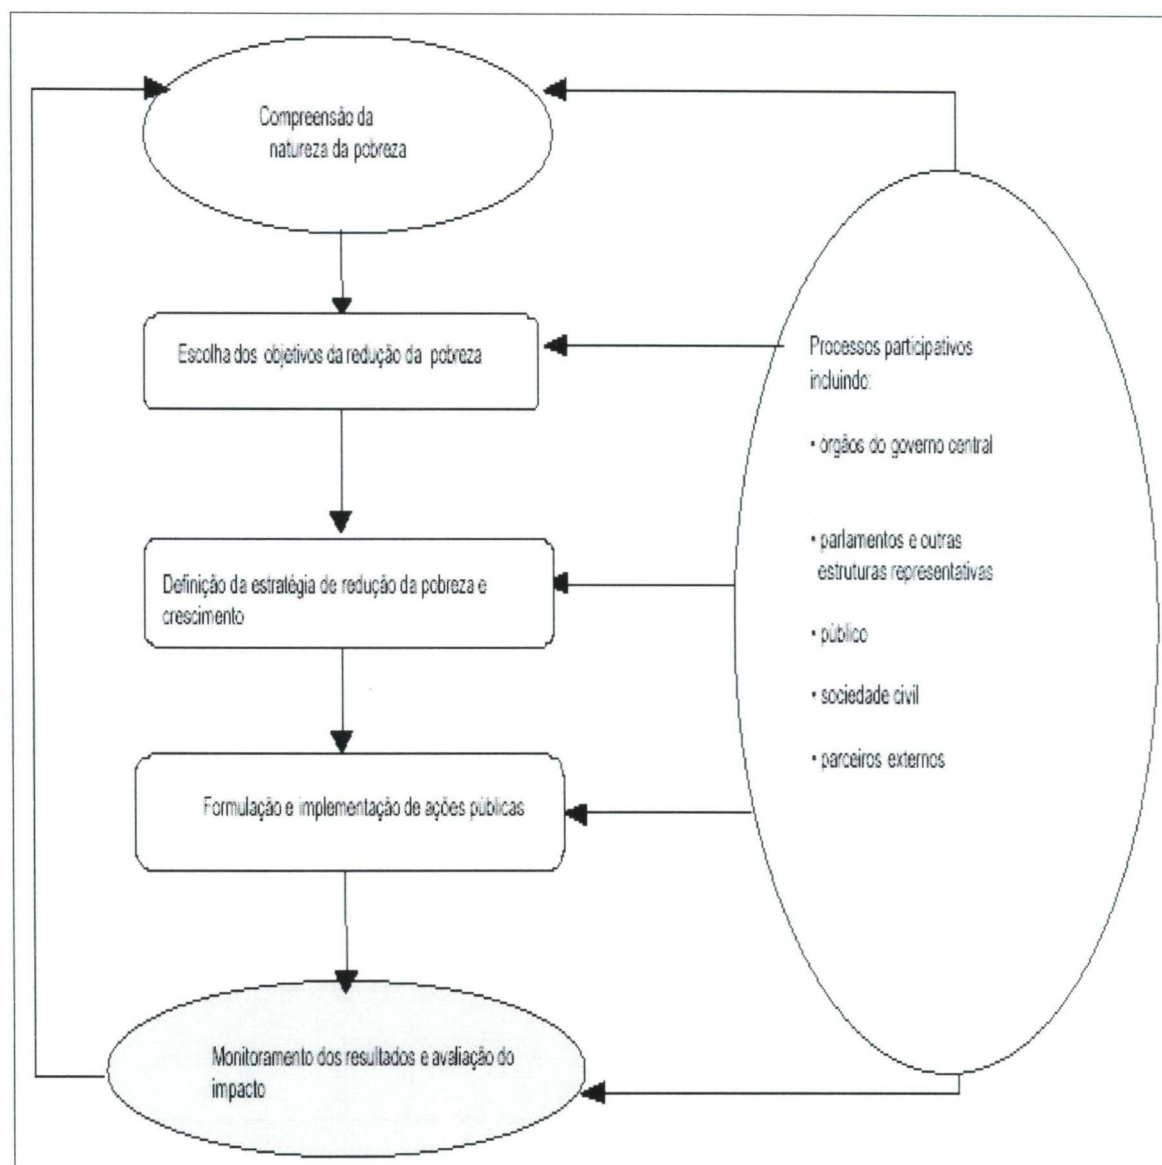 Compreensão da
natureza da pobreza
Escolha dos objetivos da redução da pobreza
Definição da estratégia de redução da pobreza e
crescimento
Formulação e implementação de ações públicas
Monitoramento dos resultados e avaliação do
impacto
Processos participativos
incluindo:
• órgãos do governo central
• parlamentos e outras
estruturas representativas
• público
• sociedade civil
• parceiros externos